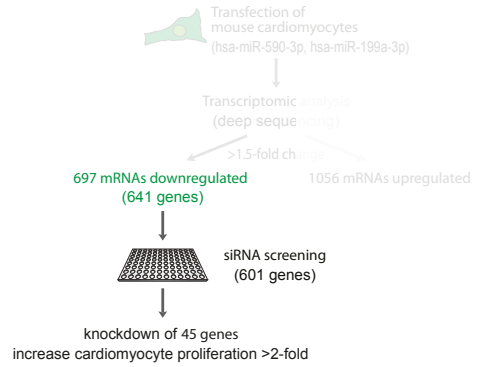 Transfection of
mouse cardiomyocytes
(hsa-miR-590-3p, hsa-miR-199a-3p)
Transcriptomic analysis
(deep sequencing)
>1.5-fold change
697 mRNAs downregulated
1056 mRNAs upregulated
(641 genes)
siRNA screening
(601 genes)
knockdown of 45 genes
increase cardiomyocyte proliferation >2-fold